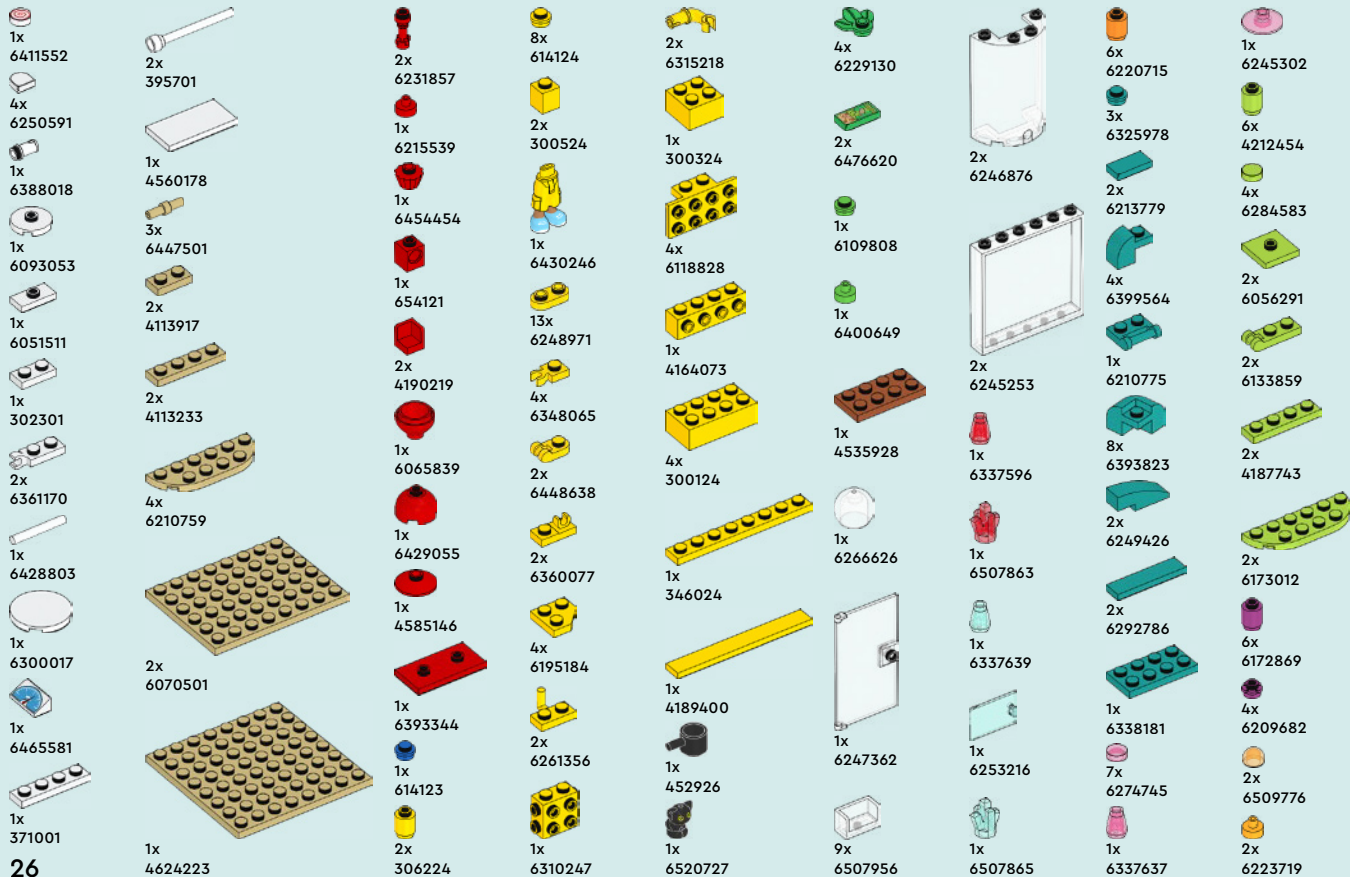 1x
6411552
4x
6250591
1x
6388018
1x
6093053
1x
6051511
1x
302301
2x
6361170
1x
6428803
1x
6300017
1x
6465581
1x
371001
26
2x
395701
1x
4560178
3x
6447501
2x
4113917
2x
4113233
4x
6210759
2x
6070501
1x
4624223
2x
6231857
1x
6215539
1x
6454454
1x
654121
2x
4190219
1x
6065839
1x
6429055
1x
4585146
1x
6393344
1x
614123
2x
306224
8x
614124
2x
300524
1x
6430246
13x
6248971
4x
6348065
2x
6448638
2x
6360077
4x
6195184
2x
6261356
1x
6310247
2x
6315218
1x
300324
4x
6118828
1x
4164073
4x
300124
1x
346024
1x
4189400
1x
452926
1x
6520727
4x
6229130
2x
6476620
1x
6109808
1x
6400649
1x
4535928
1x
6266626
1x
6247362
9x
6507956
2x
6246876
2x
6245253
1x
6337596
1x
6507863
1x
6337639
1x
6253216
1x
6507865
6x
6220715
3x
6325978
2x
6213779
4x
6399564
1x
6210775
8x
6393823
2x
6249426
2x
6292786
1x
6338181
7x
6274745
1x
6337637
1x
6245302
6x
4212454
4x
6284583
2x
6056291
2x
6133859
2x
4187743
2x
6173012
6x
6172869
4x
6209682
2x
6509776
2x
6223719